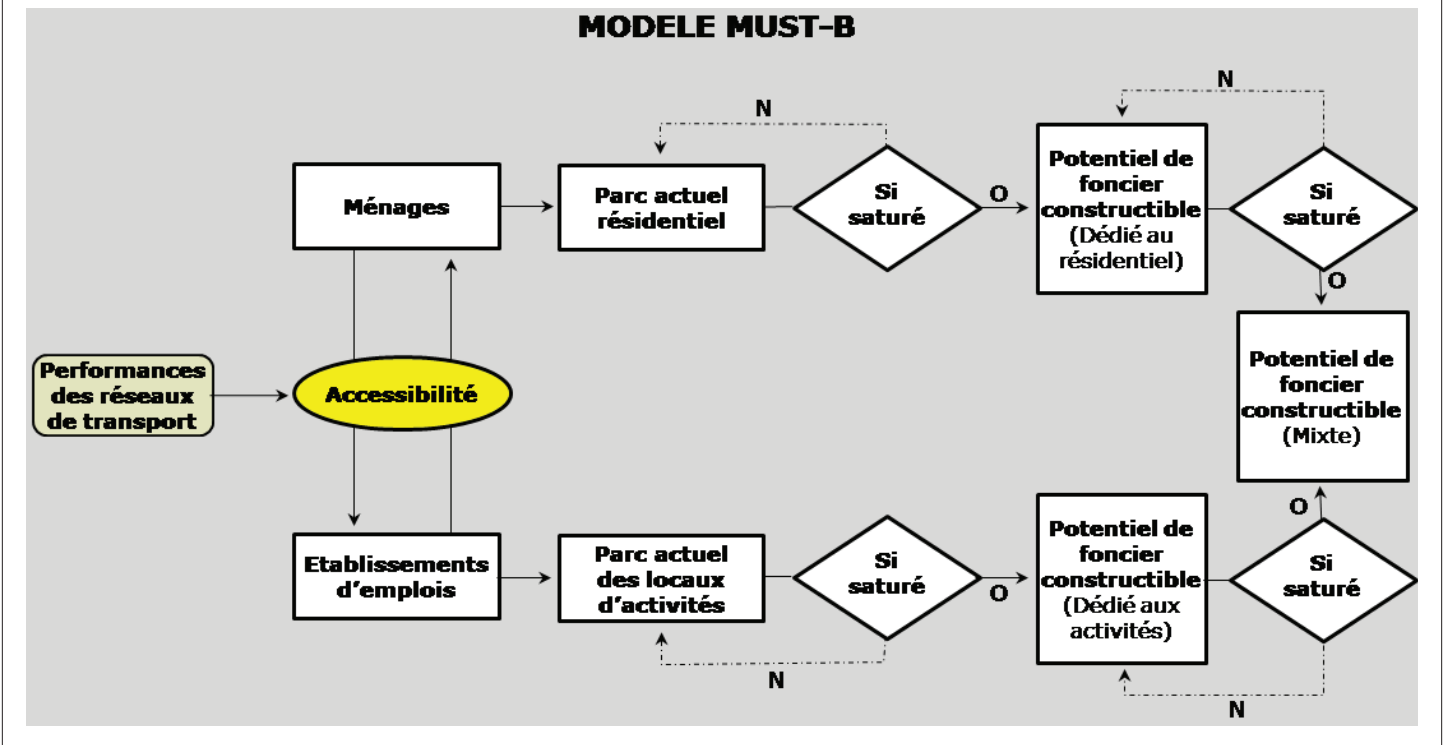 MODELE MUST-B
N
N
Ménages
Parc actuel
résidentiel
Si
saturé
O
Potentiel de
foncier
constructible
(Dédié au
résidentiel)
Si
saturé
O
Performances
des réseaux
de transport
Accessibilité
Potentiel de
foncier
constructible
(Mixte)
O
Etablissements
d'emplois
Parc actuel
des locaux
d'activités
Si
saturé
O
Potentiel de
foncier
constructible
(Dédié aux
activités)
Si
saturé
N
N